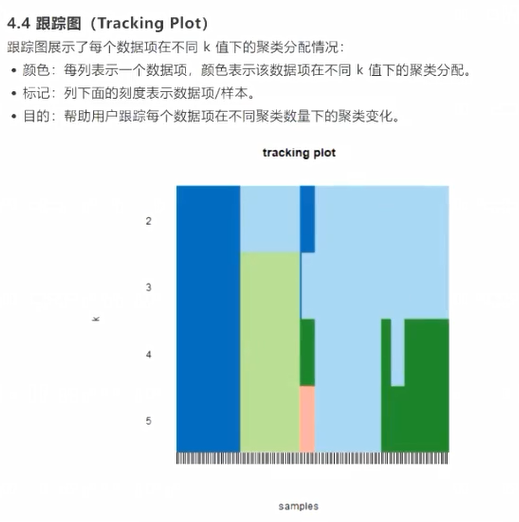 4.4 跟踪图（Tracking Plot）
跟踪图展示了每个数据项在不同 k 值下的聚类分配情况：
• 颜色：每列表示一个数据项，颜色表示该数据项在不同 k 值下的聚类分配。
• 标记：列下面的刻度表示数据项/样本。
• 目的：帮助用户跟踪每个数据项在不同聚类数量下的聚类变化。
tracking plot
2
3
k
4
5
samples